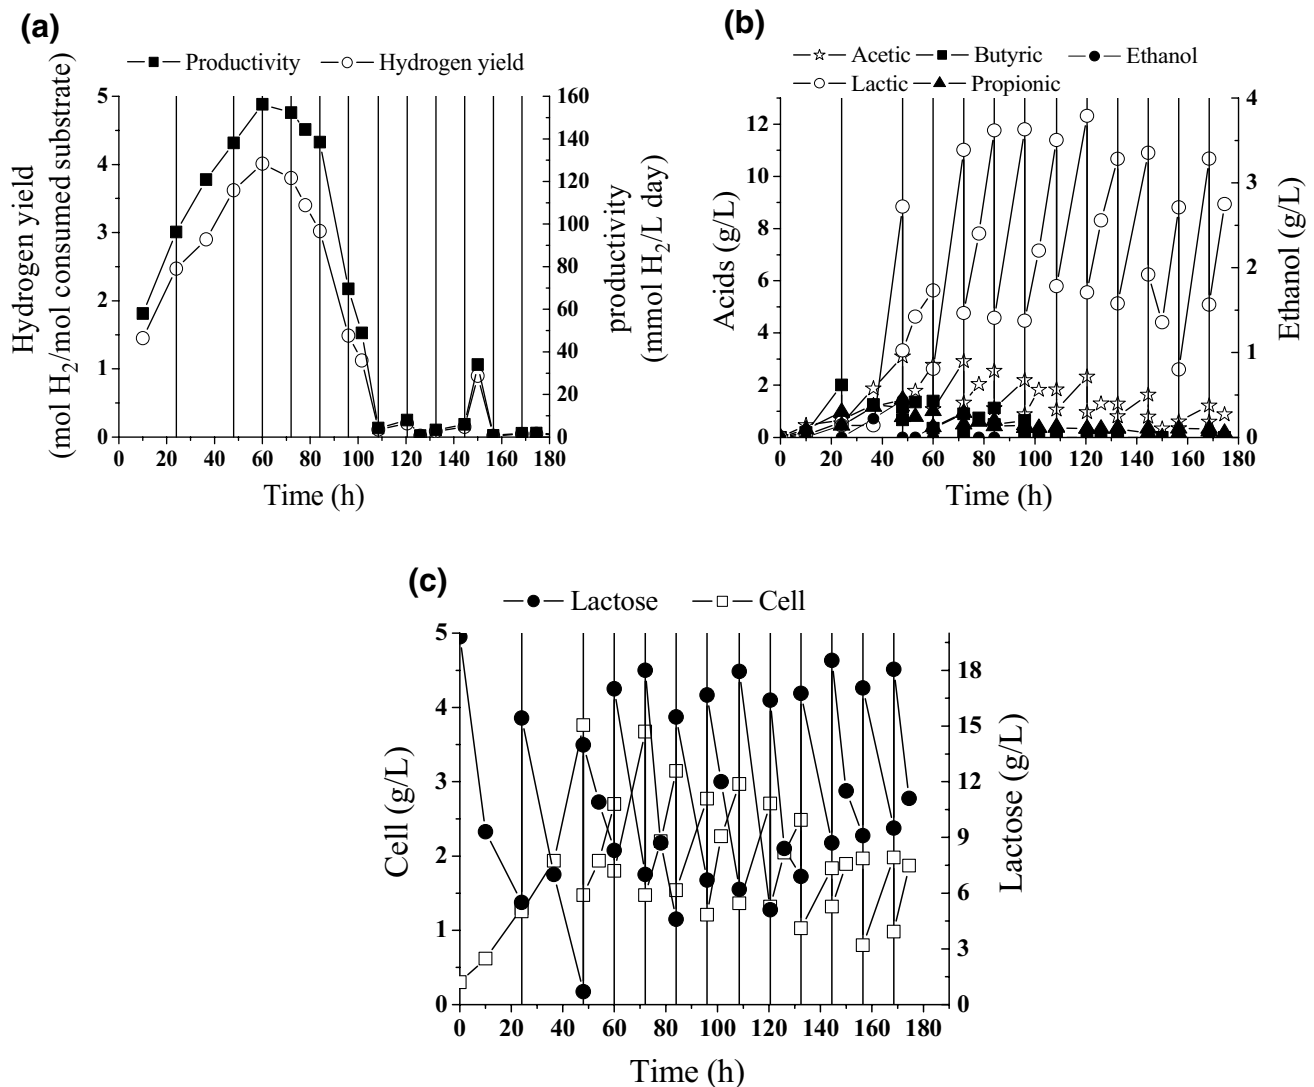 (a)
Productivity Hydrogen yield
Hydrogen yield
(mol H₂/mol consumed substrate)
5
4
3
2
1
0
160
140
120
100
80
60
40
20
0
productivity
(mmol H₂/L day)
0 20 40 60 80 100 120 140 160 180
Time (h)
(b)
Acetic Butyric Ethanol
Lactic Propionic
Acids (g/L)
12
10
8
6
4
2
0
4
3
2
1
0
Ethanol (g/L)
0 20 40 60 80 100 120 140 160 180
Time (h)
(c)
Lactose Cell
Cell (g/L)
5
4
3
2
1
0
18
15
12
9
6
3
0
Lactose (g/L)
0 20 40 60 80 100 120 140 160 180
Time (h)